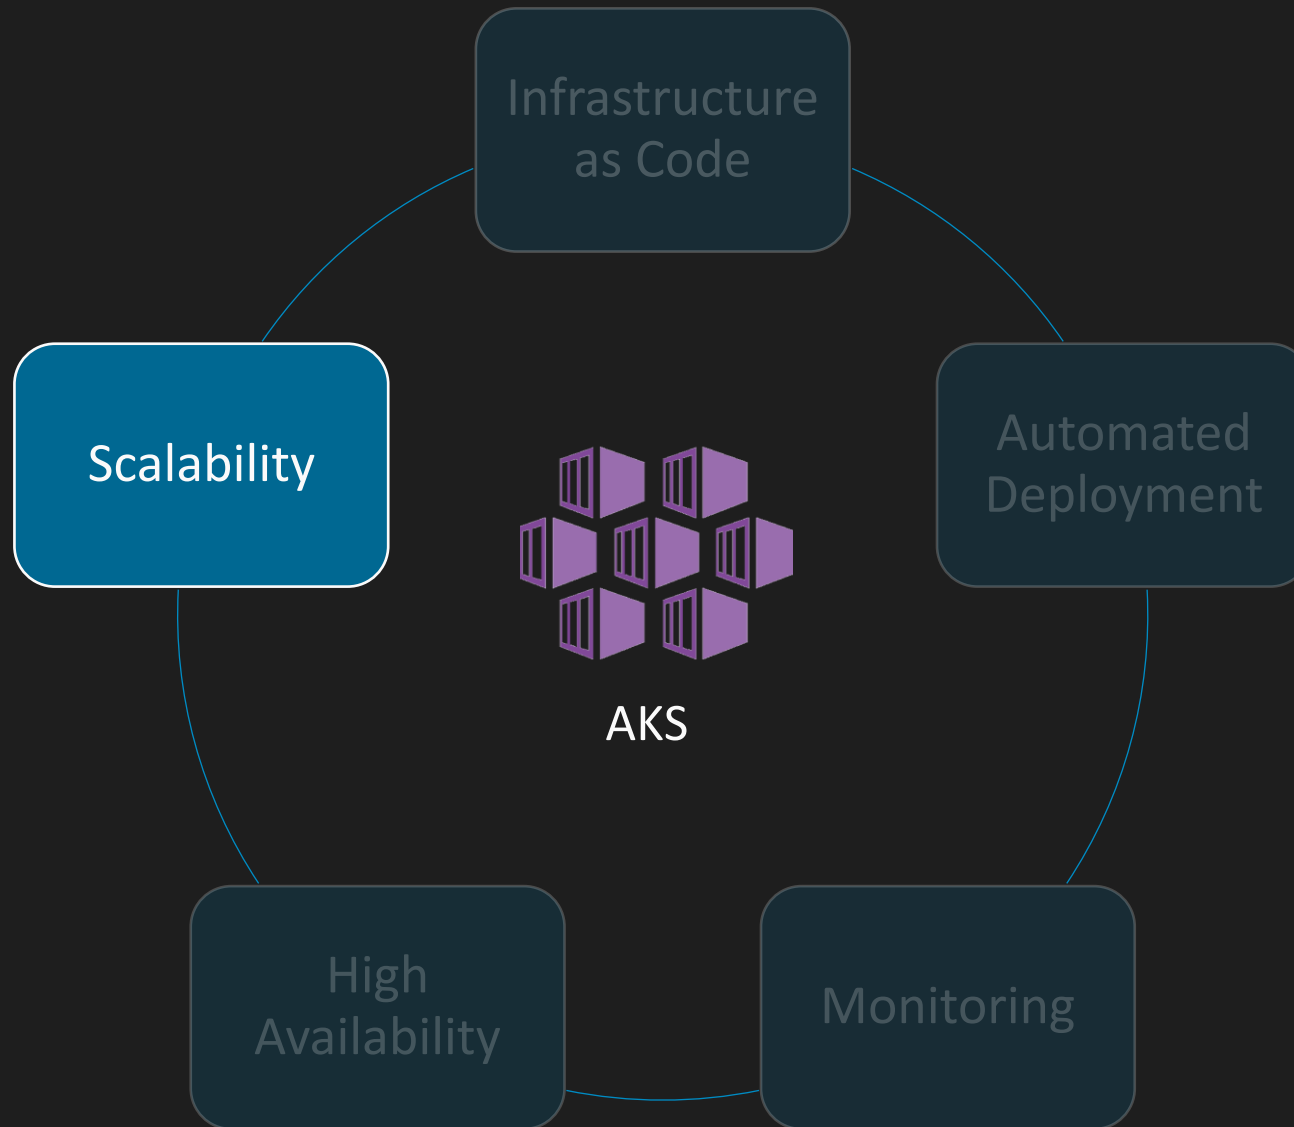 Infrastructure
as Code
Scalability
Automated
Deployment
AKS
High
Availability
Monitoring